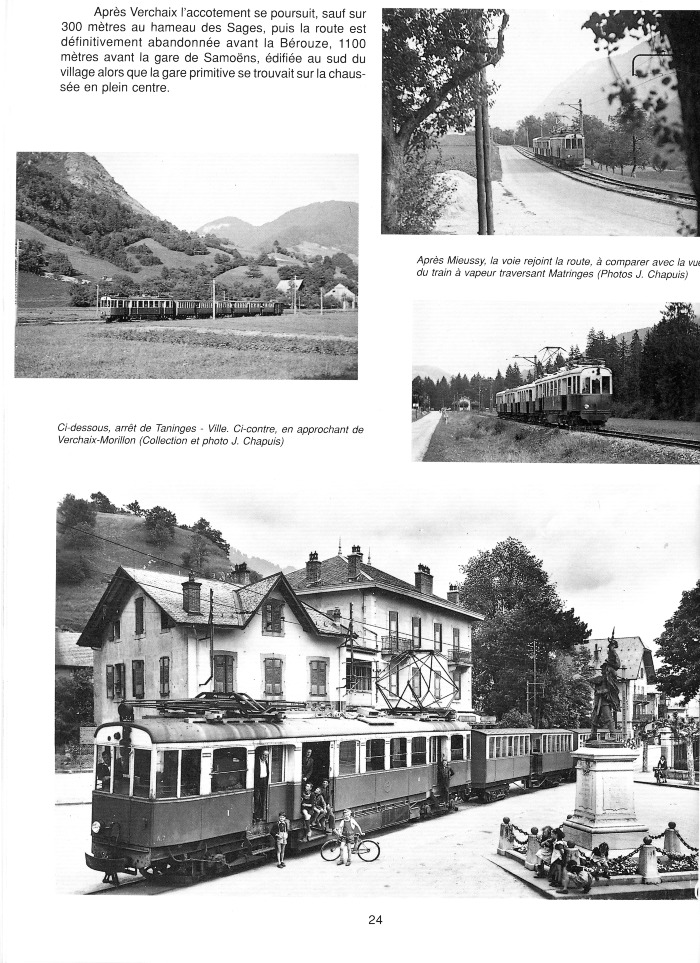 Après Verchaix l'accotement se poursuit, sauf sur
300 mètres au hameau des Sages, puis la route est
définitivement abandonnée avant la Bérouze, 1100
mètres avant la gare de Samoëns, édifiée au sud du
village alors que la gare primitive se trouvait sur la chaus-
sée en plein centre.
Après Mieussy, la voie rejoint la route, à comparer avec la vue
du train à vapeur traversant Matringes (Photos J. Chapuis)
Ci-dessous, arrêt de Taninges - Ville. Ci-contre, en approchant de
Verchaix-Morillon (Collection et photo J. Chapuis)
24